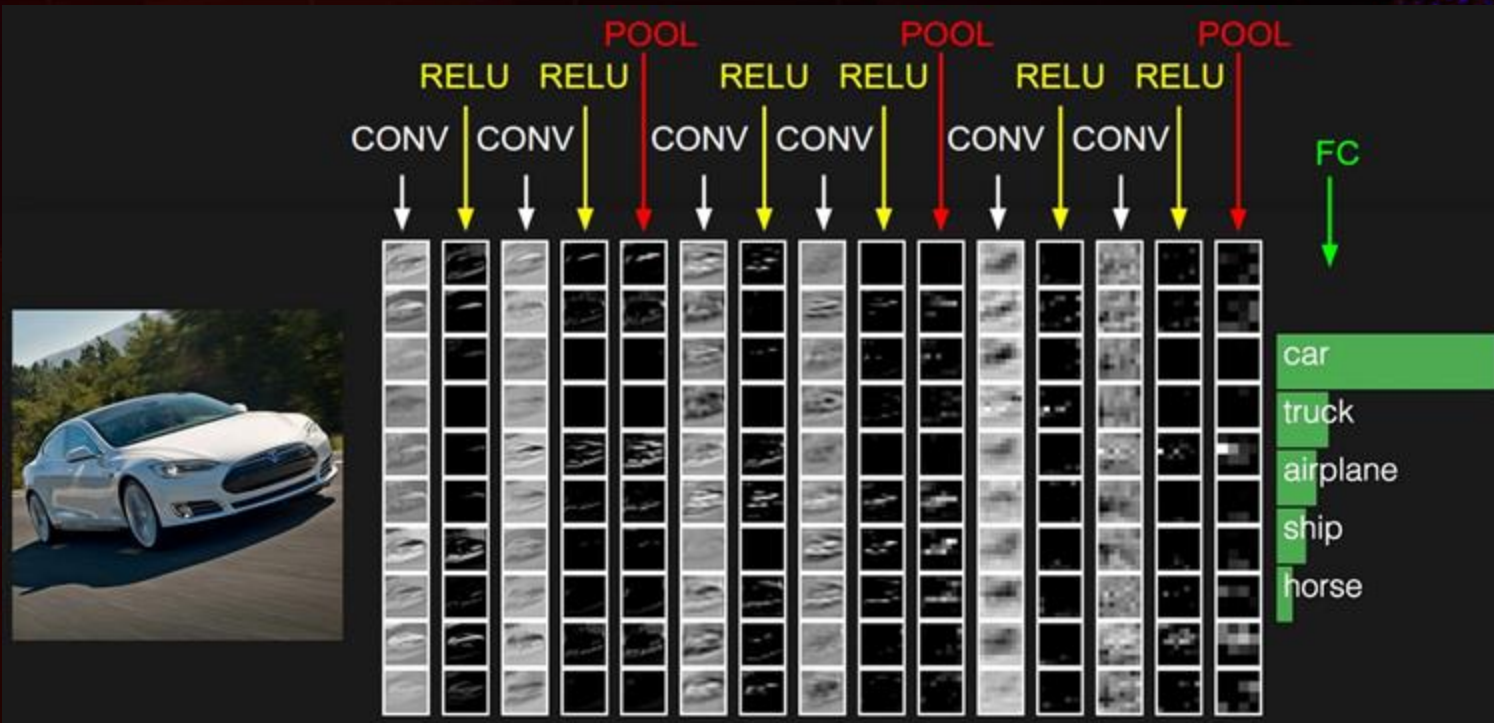 POOL POOL POOL
RELU RELU RELU RELU RELU RELU
CONV CONV CONV CONV CONV CONV
FC
car
truck
airplane
ship
horse